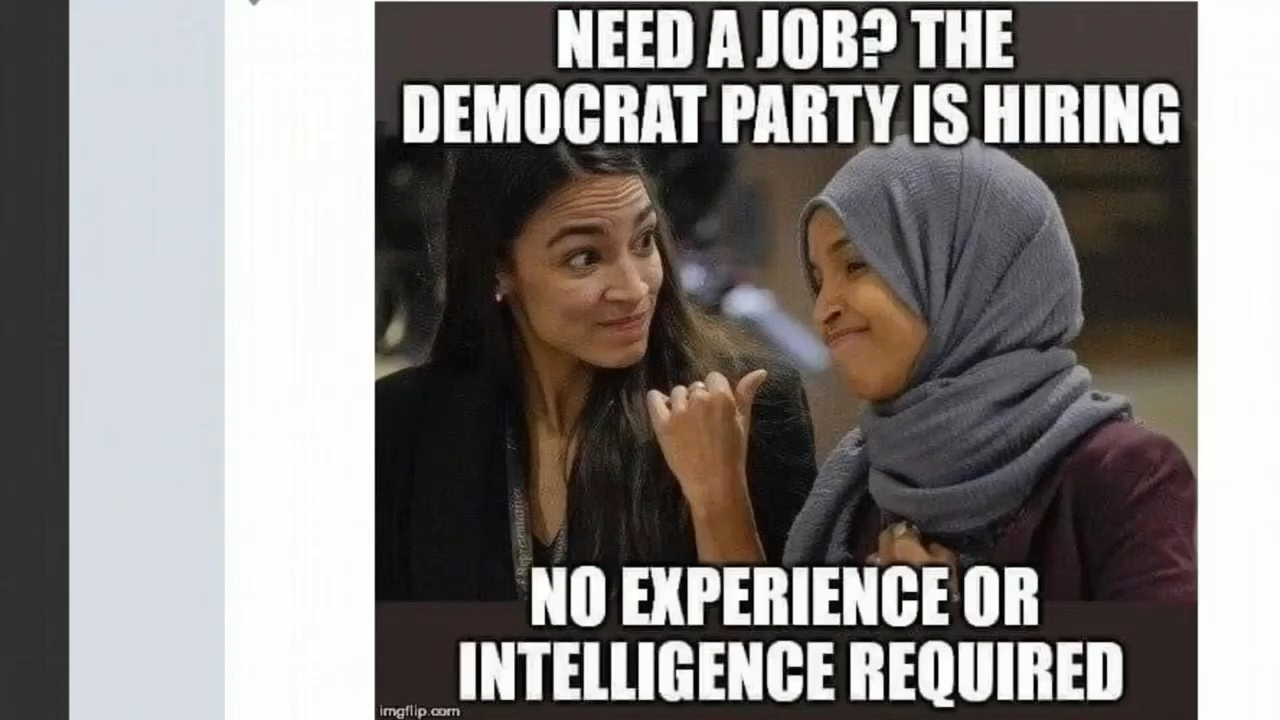 NEED A JOB? THE
DEMOCRAT PARTY IS HIRING
NO EXPERIENCE OR
INTELLIGENCE REQUIRED
imgflip.com